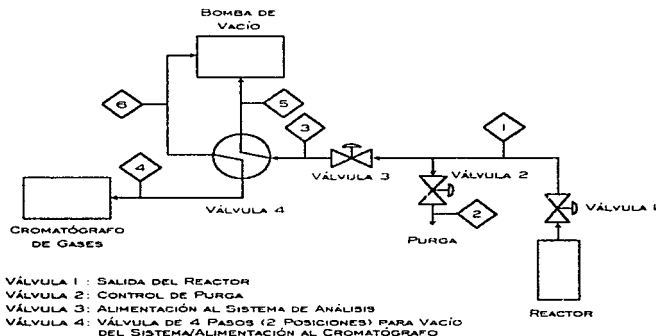 BOMBA DE
VACÍO
6
5
3
1
4
VÁLVULA 3
VÁLVULA 2
2
VÁLVULA 4
VÁLVULA 1
CROMATÓGRAFO
DE GASES
PURGA
REACTOR
VÁLVULA 1 : SALIDA DEL REACTOR
VÁLVULA 2: CONTROL DE PURGA
VÁLVULA 3: ALIMENTACIÓN AL SISTEMA DE ANÁLISIS
VÁLVULA 4: VÁLVULA DE 4 PASOS (2 POSICIONES) PARA VACÍO
DEL SISTEMA/ALIMENTACIÓN AL CROMATÓGRAFO